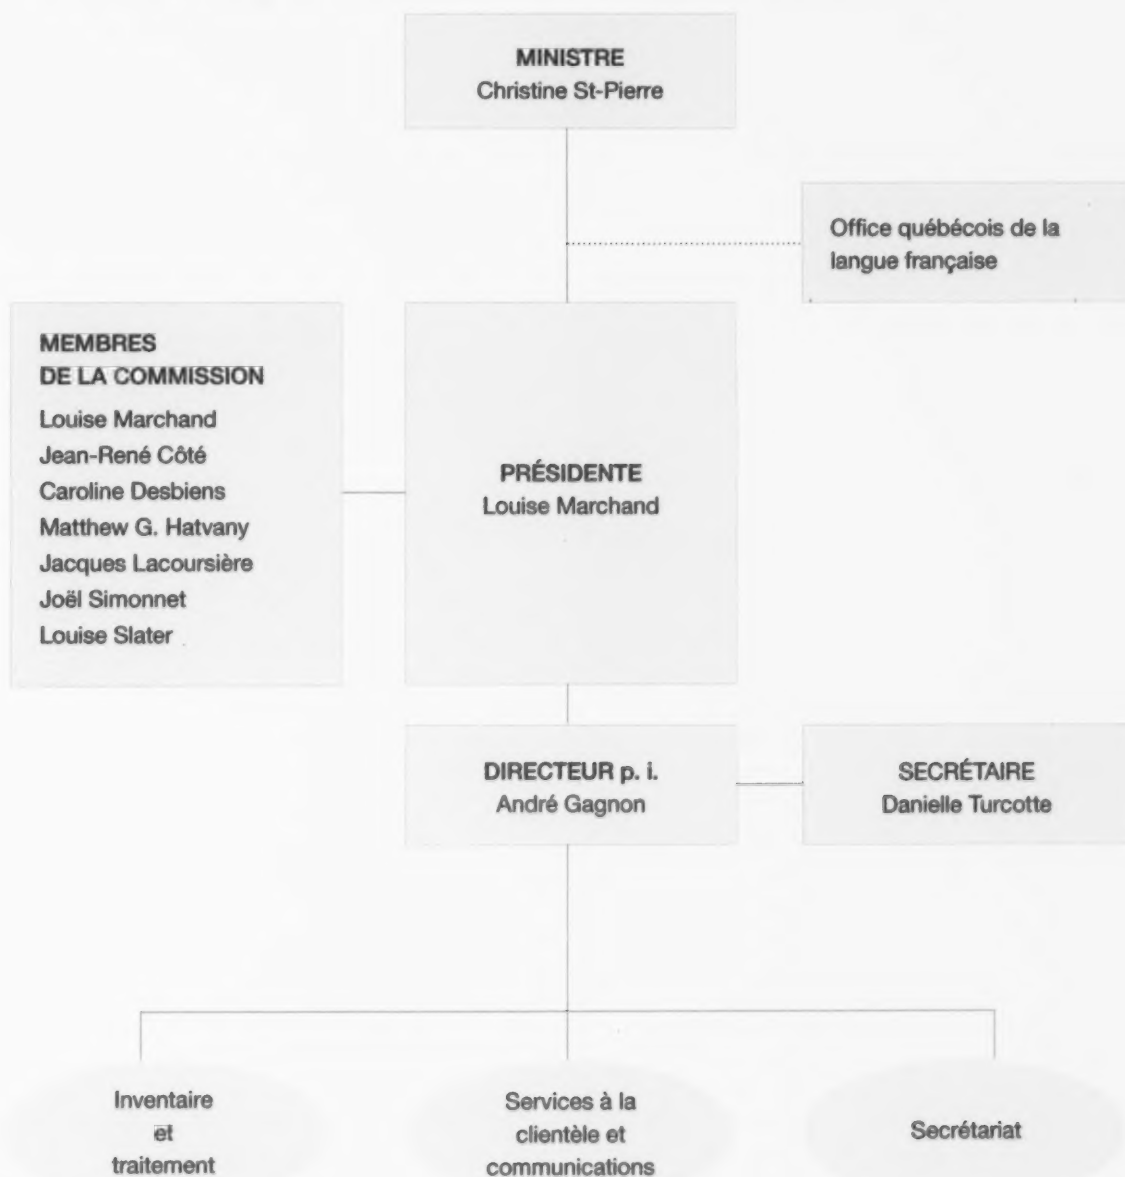 MINISTRE
Christine St-Pierre
Office québécois de la
langue française
MEMBRES
DE LA COMMISSION
Louise Marchand
Jean-René Côté
Caroline Desbiens
Matthew G. Hatvany
Jacques Lacoursière
Joël Simonnet
Louise Slater
PRÉSIDENTE
Louise Marchand
DIRECTEUR p. i.
André Gagnon
SECRÉTAIRE
Danielle Turcotte
Inventaire
et
traitement
Services à la
clientèle et
communications
Secrétariat